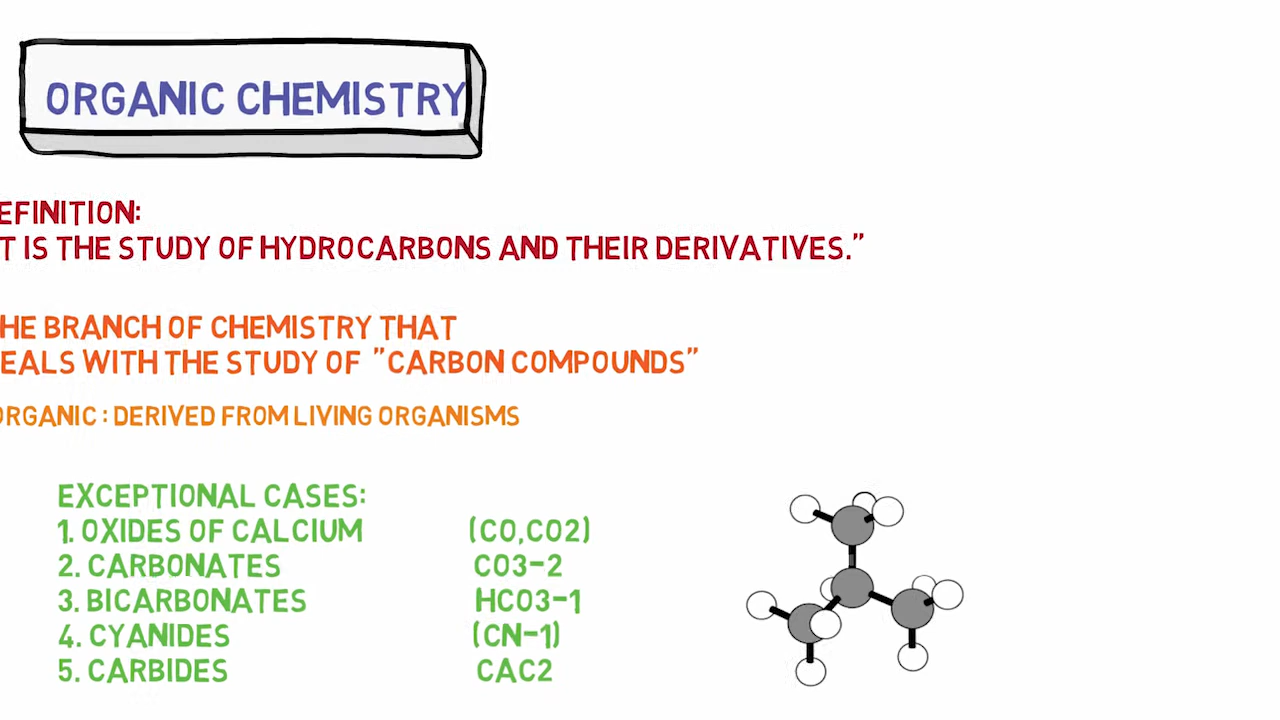 ORGANIC CHEMISTRY
EFINITION:
T IS THE STUDY OF HYDROCARBONS AND THEIR DERIVATIVES.”
HE BRANCH OF CHEMISTRY THAT
EALS WITH THE STUDY OF ”CARBON COMPOUNDS”
ORGANIC : DERIVED FROM LIVING ORGANISMS
EXCEPTIONAL CASES:
1. OXIDES OF CALCIUM (CO,CO2)
2. CARBONATES CO3-2
3. BICARBONATES HCO3-1
4. CYANIDES (CN-1)
5. CARBIDES CAC2